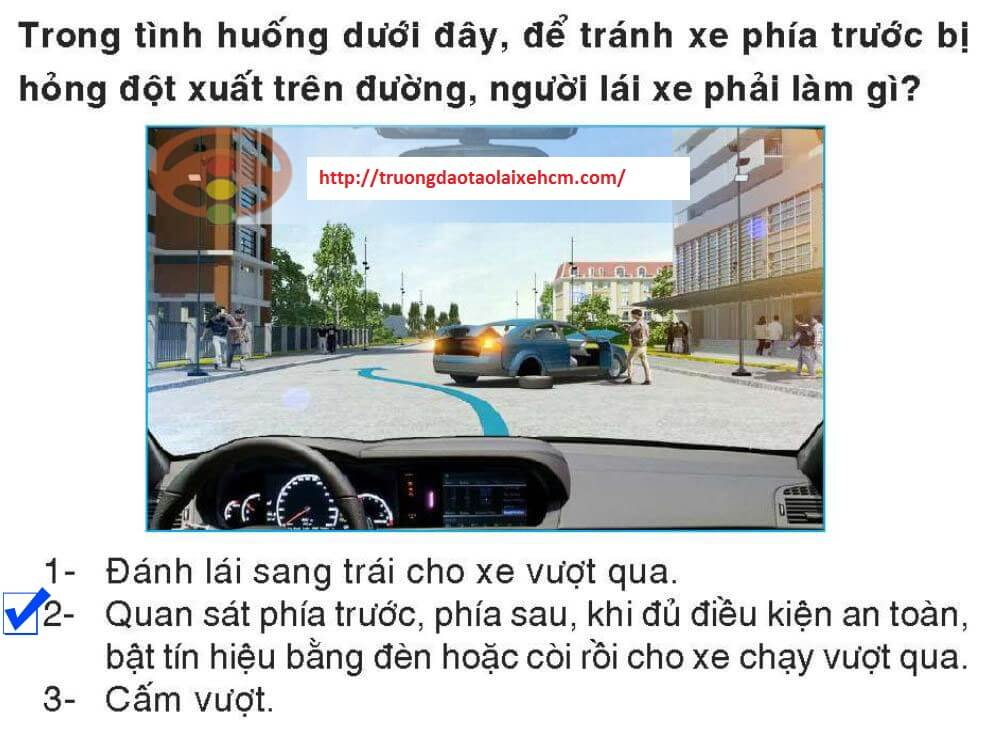 Trong tình huống dưới đây, để tránh xe phía trước bị
hỏng đột xuất trên đường, người lái xe phải làm gì?
http://truongdaotaolaixehcm.com/
1- Đánh lái sang trái cho xe vượt qua.
2- Quan sát phía trước, phía sau, khi đủ điều kiện an toàn,
bật tín hiệu bằng đèn hoặc còi rồi cho xe chạy vượt qua.
3- Cấm vượt.